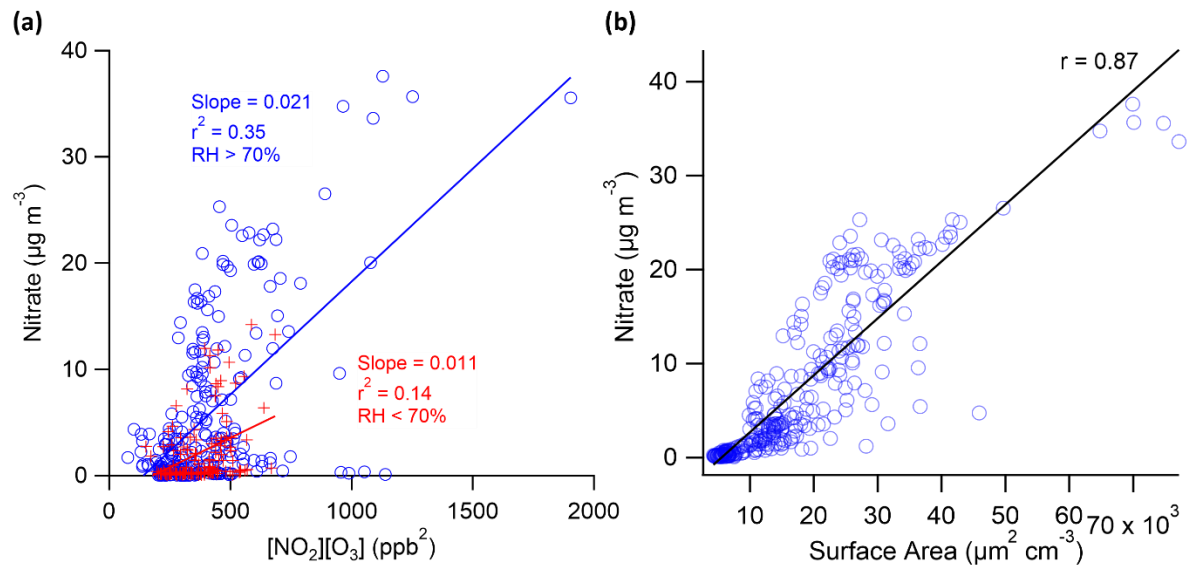 (a)
40
30
20
10
0
Nitrate (µg m⁻³)
Slope = 0.021
r² = 0.35
RH > 70%
Slope = 0.011
r² = 0.14
RH < 70%
0 500 1000 1500 2000
[NO₂][O₃] (ppb²)
(b)
r = 0.87
40
30
20
10
0
Nitrate (µg m⁻³)
10 20 30 40 50 60 70 x 10³
Surface Area (µm² cm⁻³)